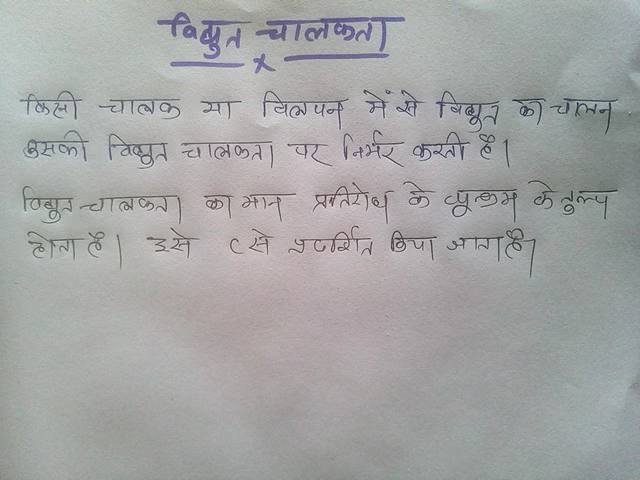 विद्युत चालकता
x
किसी चालक या विलयन में से विद्युत का चालन
उसकी विद्युत चालकता पर निर्भर करती है।
विद्युत चालकता का मान प्रतिरोध के व्युत्क्रम के तुल्य
होता है। इसे C से प्रदर्शित किया जाता है।